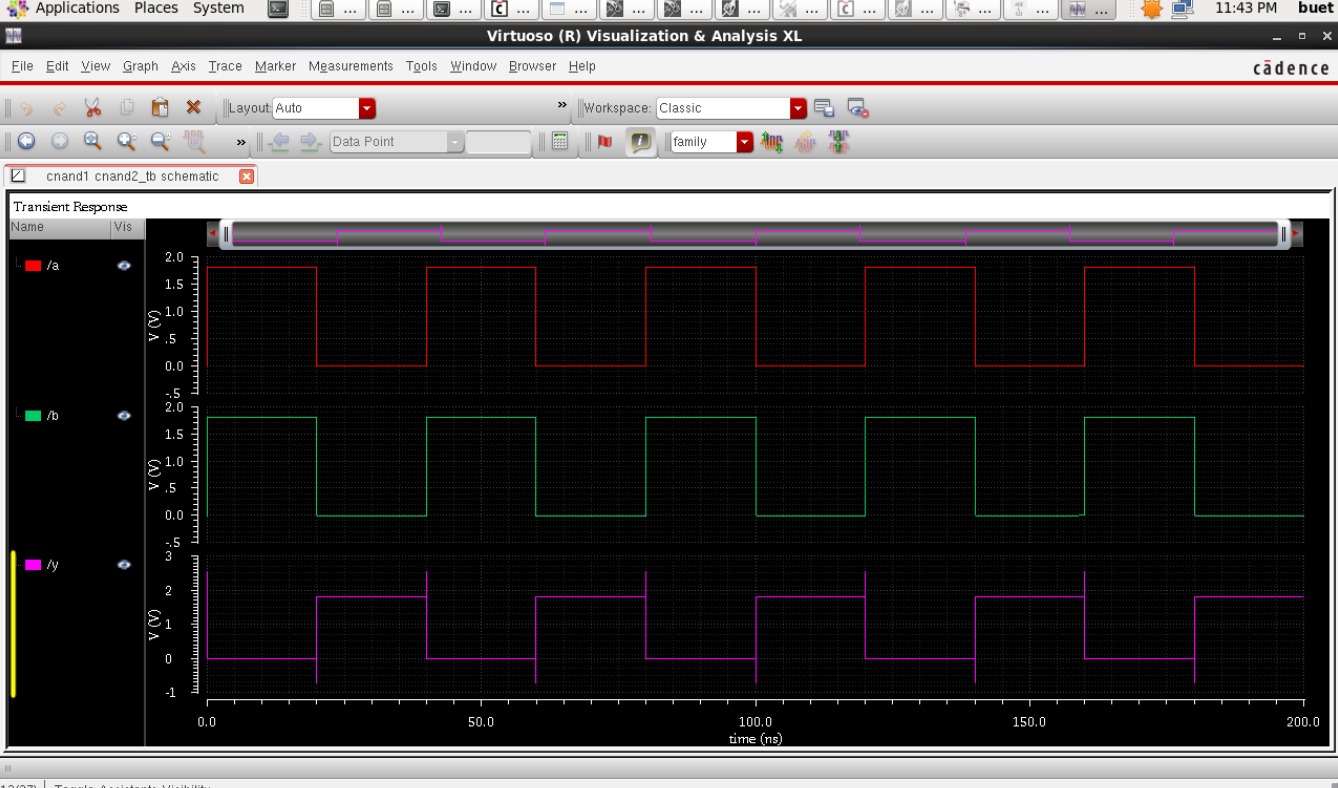 Applications Places System ... ... ... ... ... ... ... ... ... ... ... ... ... 11:43 PM buet
Virtuoso (R) Visualization & Analysis XL
File Edit View Graph Axis Trace Marker Measurements Tools Window Browser Help cādence
Layout: Auto » Workspace: Classic
» Data Point family
cnand1 cnand2_tb schematic
Transient Response
Name Vis
/a
2.0
1.5
1.0
.5
0.0
-.5
V (V)
/b
2.0
1.5
1.0
.5
0.0
-.5
V (V)
/y
3
2
1
0
-1
V (V)
0.0 50.0 100.0 150.0 200.0
time (ns)
Toggle Assistants Visibility